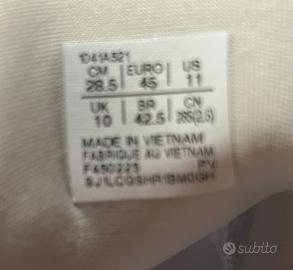 1041A521
CM EURO US
28.5 45 11
UK BR CN
10 42.5 285(2.5)
MADE IN VIETNAM
FABRIQUE AU VIETNAM
F450223 PV
subito